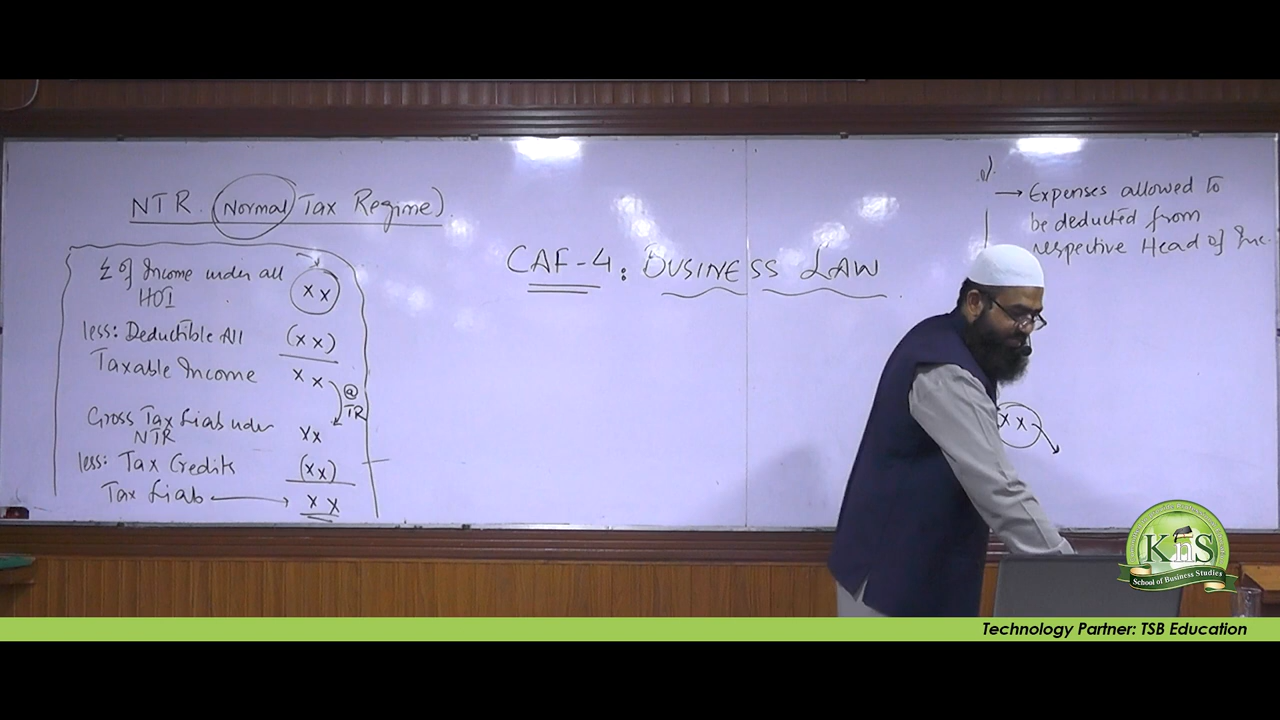 NTR (Normal Tax Regime)
Σ of Income under all
HOI
xx
less: Deductible All
(xx)
Taxable Income
xx
@
TR
Gross Tax Liab under
NTR
xx
less: Tax Credits
(xx)
Tax Liab → xx
CAF-4: BUSINESS LAW
→ Expenses allowed to
be deducted from
respective Head of Inc.
xx
KnS
School of Business Studies
Technology Partner: TSB Education